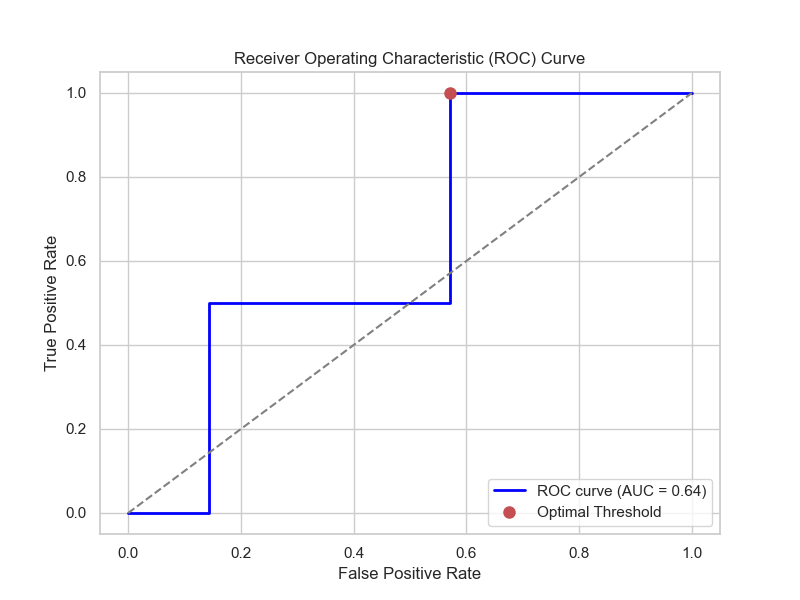 Receiver Operating Characteristic (ROC) Curve
True Positive Rate
1.0
0.8
0.6
0.4
0.2
0.0
ROC curve (AUC = 0.64)
Optimal Threshold
0.0 0.2 0.4 0.6 0.8 1.0
False Positive Rate